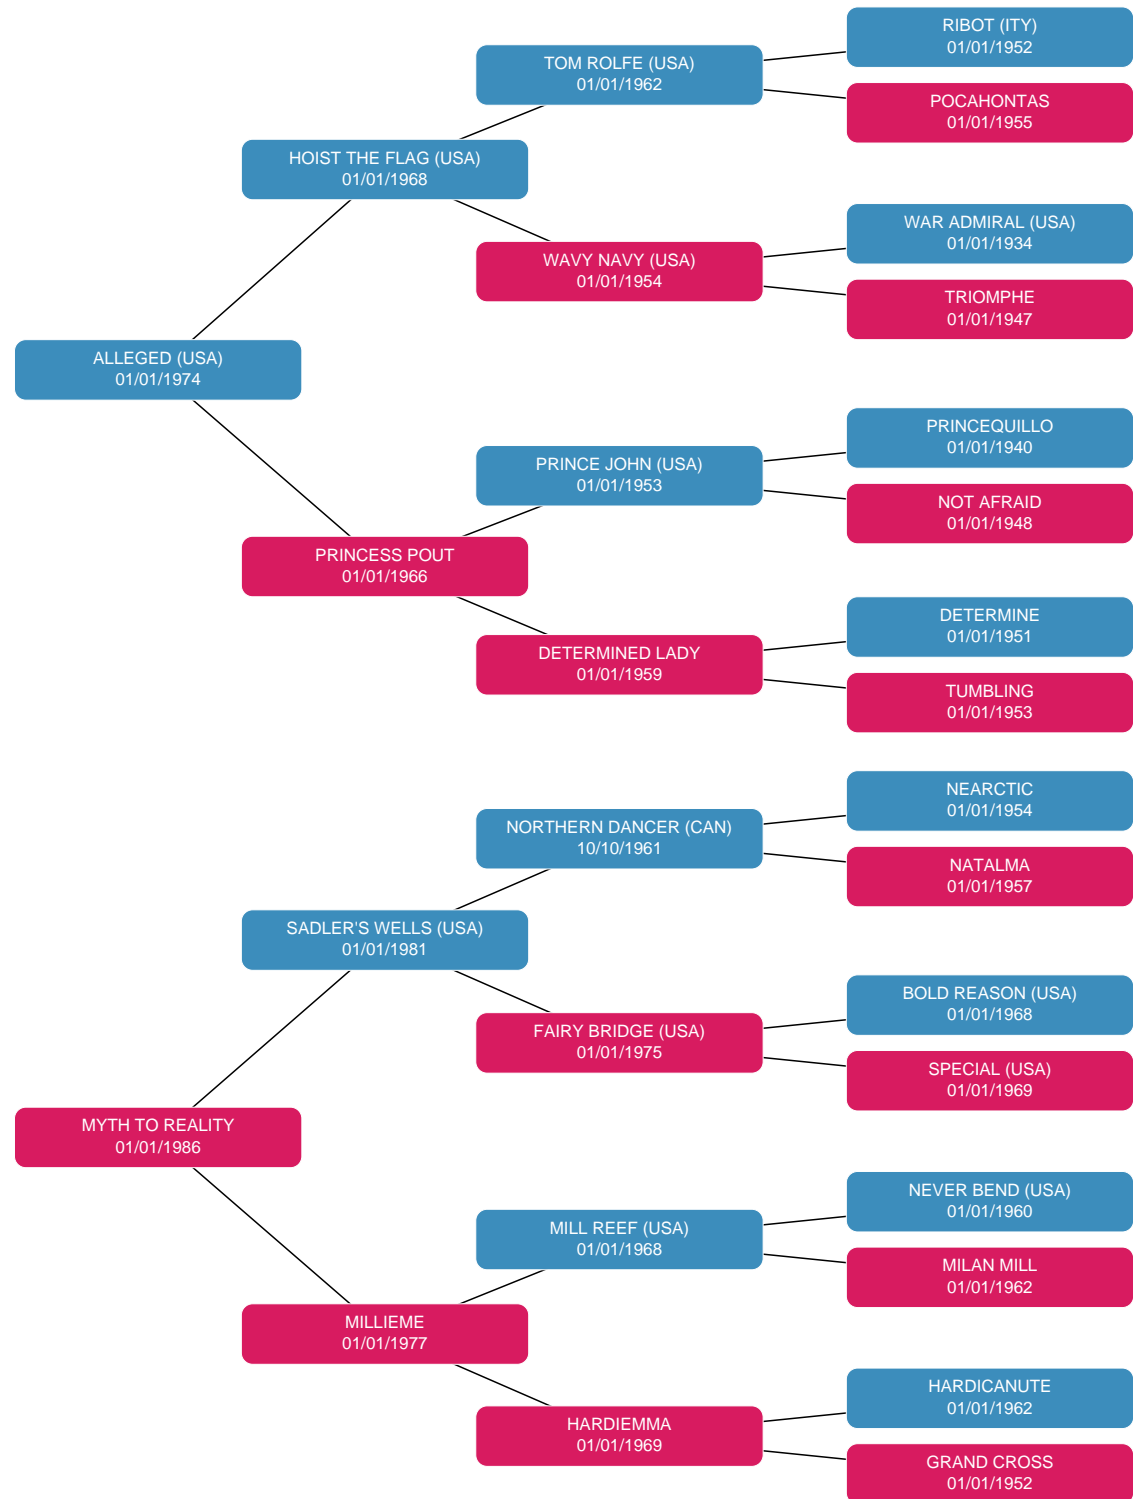 RIBOT (ITY)
01/01/1952
TOM ROLFE (USA)
01/01/1962
POCAHONTAS
01/01/1955
HOIST THE FLAG (USA)
01/01/1968
WAR ADMIRAL (USA)
01/01/1934
WAVY NAVY (USA)
01/01/1954
TRIOMPHE
01/01/1947
ALLEGED (USA)
01/01/1974
PRINCEQUILLO
01/01/1940
PRINCE JOHN (USA)
01/01/1953
NOT AFRAID
01/01/1948
PRINCESS POUT
01/01/1966
DETERMINE
01/01/1951
DETERMINED LADY
01/01/1959
TUMBLING
01/01/1953
NEARCTIC
01/01/1954
NORTHERN DANCER (CAN)
10/10/1961
NATALMA
01/01/1957
SADLER'S WELLS (USA)
01/01/1981
BOLD REASON (USA)
01/01/1968
FAIRY BRIDGE (USA)
01/01/1975
SPECIAL (USA)
01/01/1969
MYTH TO REALITY
01/01/1986
NEVER BEND (USA)
01/01/1960
MILL REEF (USA)
01/01/1968
MILAN MILL
01/01/1962
MILLIEME
01/01/1977
HARDICANUTE
01/01/1962
HARDIEMMA
01/01/1969
GRAND CROSS
01/01/1952